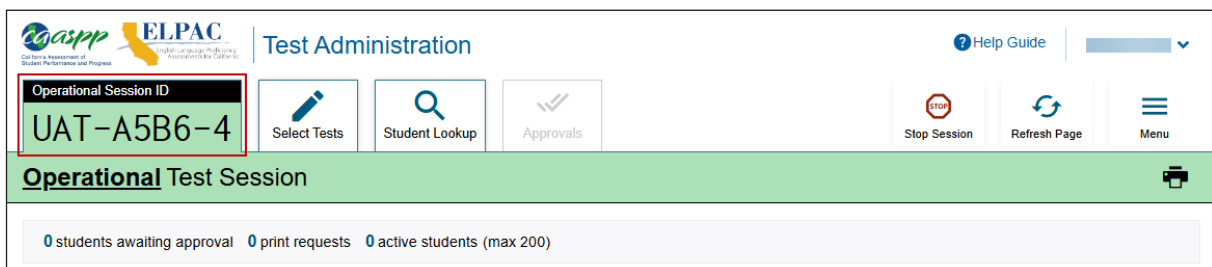 caaspp ELPAC Test Administration Help Guide
English Language Proficiency
Assessments for California
California Assessment of
Student Performance and Progress
Operational Session ID
UAT-A5B6-4
Select Tests Student Lookup Approvals STOP Stop Session Refresh Page Menu
Operational Test Session
0 students awaiting approval 0 print requests 0 active students (max 200)